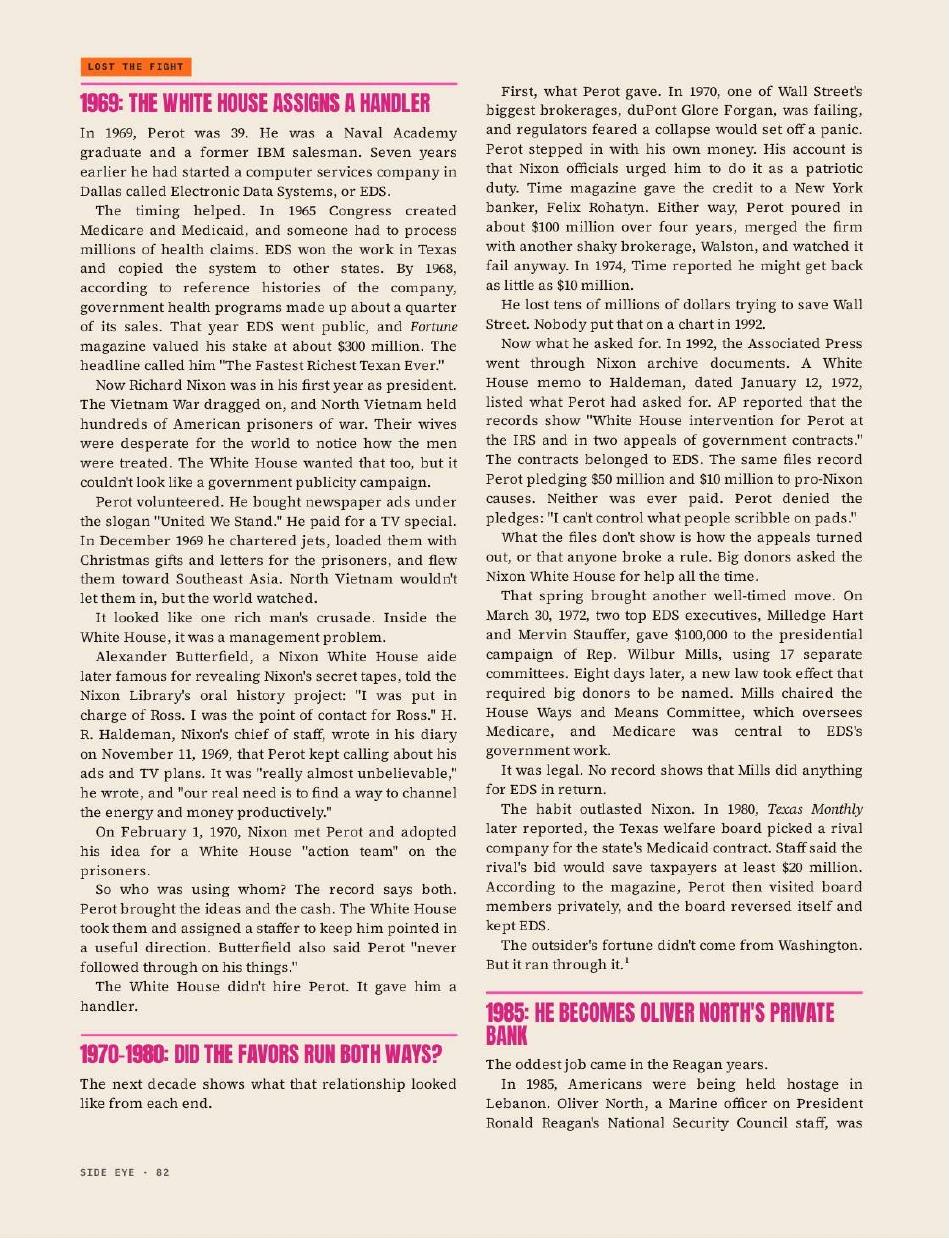 LOST THE FIGHT
1969: THE WHITE HOUSE ASSIGNS A HANDLER
In 1969, Perot was 39. He was a Naval Academy
graduate and a former IBM salesman. Seven years
earlier he had started a computer services company in
Dallas called Electronic Data Systems, or EDS.
The timing helped. In 1965 Congress created
Medicare and Medicaid, and someone had to process
millions of health claims. EDS won the work in Texas
and copied the system to other states. By 1968,
according to reference histories of the company,
government health programs made up about a quarter
of its sales. That year EDS went public, and Fortune
magazine valued his stake at about $300 million. The
headline called him "The Fastest Richest Texan Ever."
Now Richard Nixon was in his first year as president.
The Vietnam War dragged on, and North Vietnam held
hundreds of American prisoners of war. Their wives
were desperate for the world to notice how the men
were treated. The White House wanted that too, but it
couldn't look like a government publicity campaign.
Perot volunteered. He bought newspaper ads under
the slogan "United We Stand." He paid for a TV special.
In December 1969 he chartered jets, loaded them with
Christmas gifts and letters for the prisoners, and flew
them toward Southeast Asia. North Vietnam wouldn't
let them in, but the world watched.
It looked like one rich man's crusade. Inside the
White House, it was a management problem.
Alexander Butterfield, a Nixon White House aide
later famous for revealing Nixon's secret tapes, told the
Nixon Library's oral history project: "I was put in
charge of Ross. I was the point of contact for Ross." H.
R. Haldeman, Nixon's chief of staff, wrote in his diary
on November 11, 1969, that Perot kept calling about his
ads and TV plans. It was "really almost unbelievable,"
he wrote, and "our real need is to find a way to channel
the energy and money productively."
On February 1, 1970, Nixon met Perot and adopted
his idea for a White House "action team" on the
prisoners.
So who was using whom? The record says both.
Perot brought the ideas and the cash. The White House
took them and assigned a staffer to keep him pointed in
a useful direction. Butterfield also said Perot "never
followed through on his things."
The White House didn't hire Perot. It gave him a
handler.
1970-1980: DID THE FAVORS RUN BOTH WAYS?
The next decade shows what that relationship looked
like from each end.
First, what Perot gave. In 1970, one of Wall Street's
biggest brokerages, duPont Glore Forgan, was failing,
and regulators feared a collapse would set off a panic.
Perot stepped in with his own money. His account is
that Nixon officials urged him to do it as a patriotic
duty. Time magazine gave the credit to a New York
banker, Felix Rohatyn. Either way, Perot poured in
about $100 million over four years, merged the firm
with another shaky brokerage, Walston, and watched it
fail anyway. In 1974, Time reported he might get back
as little as $10 million.
He lost tens of millions of dollars trying to save Wall
Street. Nobody put that on a chart in 1992.
Now what he asked for. In 1992, the Associated Press
went through Nixon archive documents. A White
House memo to Haldeman, dated January 12, 1972,
listed what Perot had asked for. AP reported that the
records show "White House intervention for Perot at
the IRS and in two appeals of government contracts."
The contracts belonged to EDS. The same files record
Perot pledging $50 million and $10 million to pro-Nixon
causes. Neither was ever paid. Perot denied the
pledges: "I can't control what people scribble on pads."
What the files don't show is how the appeals turned
out, or that anyone broke a rule. Big donors asked the
Nixon White House for help all the time.
That spring brought another well-timed move. On
March 30, 1972, two top EDS executives, Milledge Hart
and Mervin Stauffer, gave $100,000 to the presidential
campaign of Rep. Wilbur Mills, using 17 separate
committees. Eight days later, a new law took effect that
required big donors to be named. Mills chaired the
House Ways and Means Committee, which oversees
Medicare, and Medicare was central to EDS's
government work.
It was legal. No record shows that Mills did anything
for EDS in return.
The habit outlasted Nixon. In 1980, Texas Monthly
later reported, the Texas welfare board picked a rival
company for the state's Medicaid contract. Staff said the
rival's bid would save taxpayers at least $20 million.
According to the magazine, Perot then visited board
members privately, and the board reversed itself and
kept EDS.
The outsider's fortune didn't come from Washington.
But it ran through it.¹
1985: HE BECOMES OLIVER NORTH'S PRIVATE
BANK
The oddest job came in the Reagan years.
In 1985, Americans were being held hostage in
Lebanon. Oliver North, a Marine officer on President
Ronald Reagan's National Security Council staff, was
SIDE EYE · 82